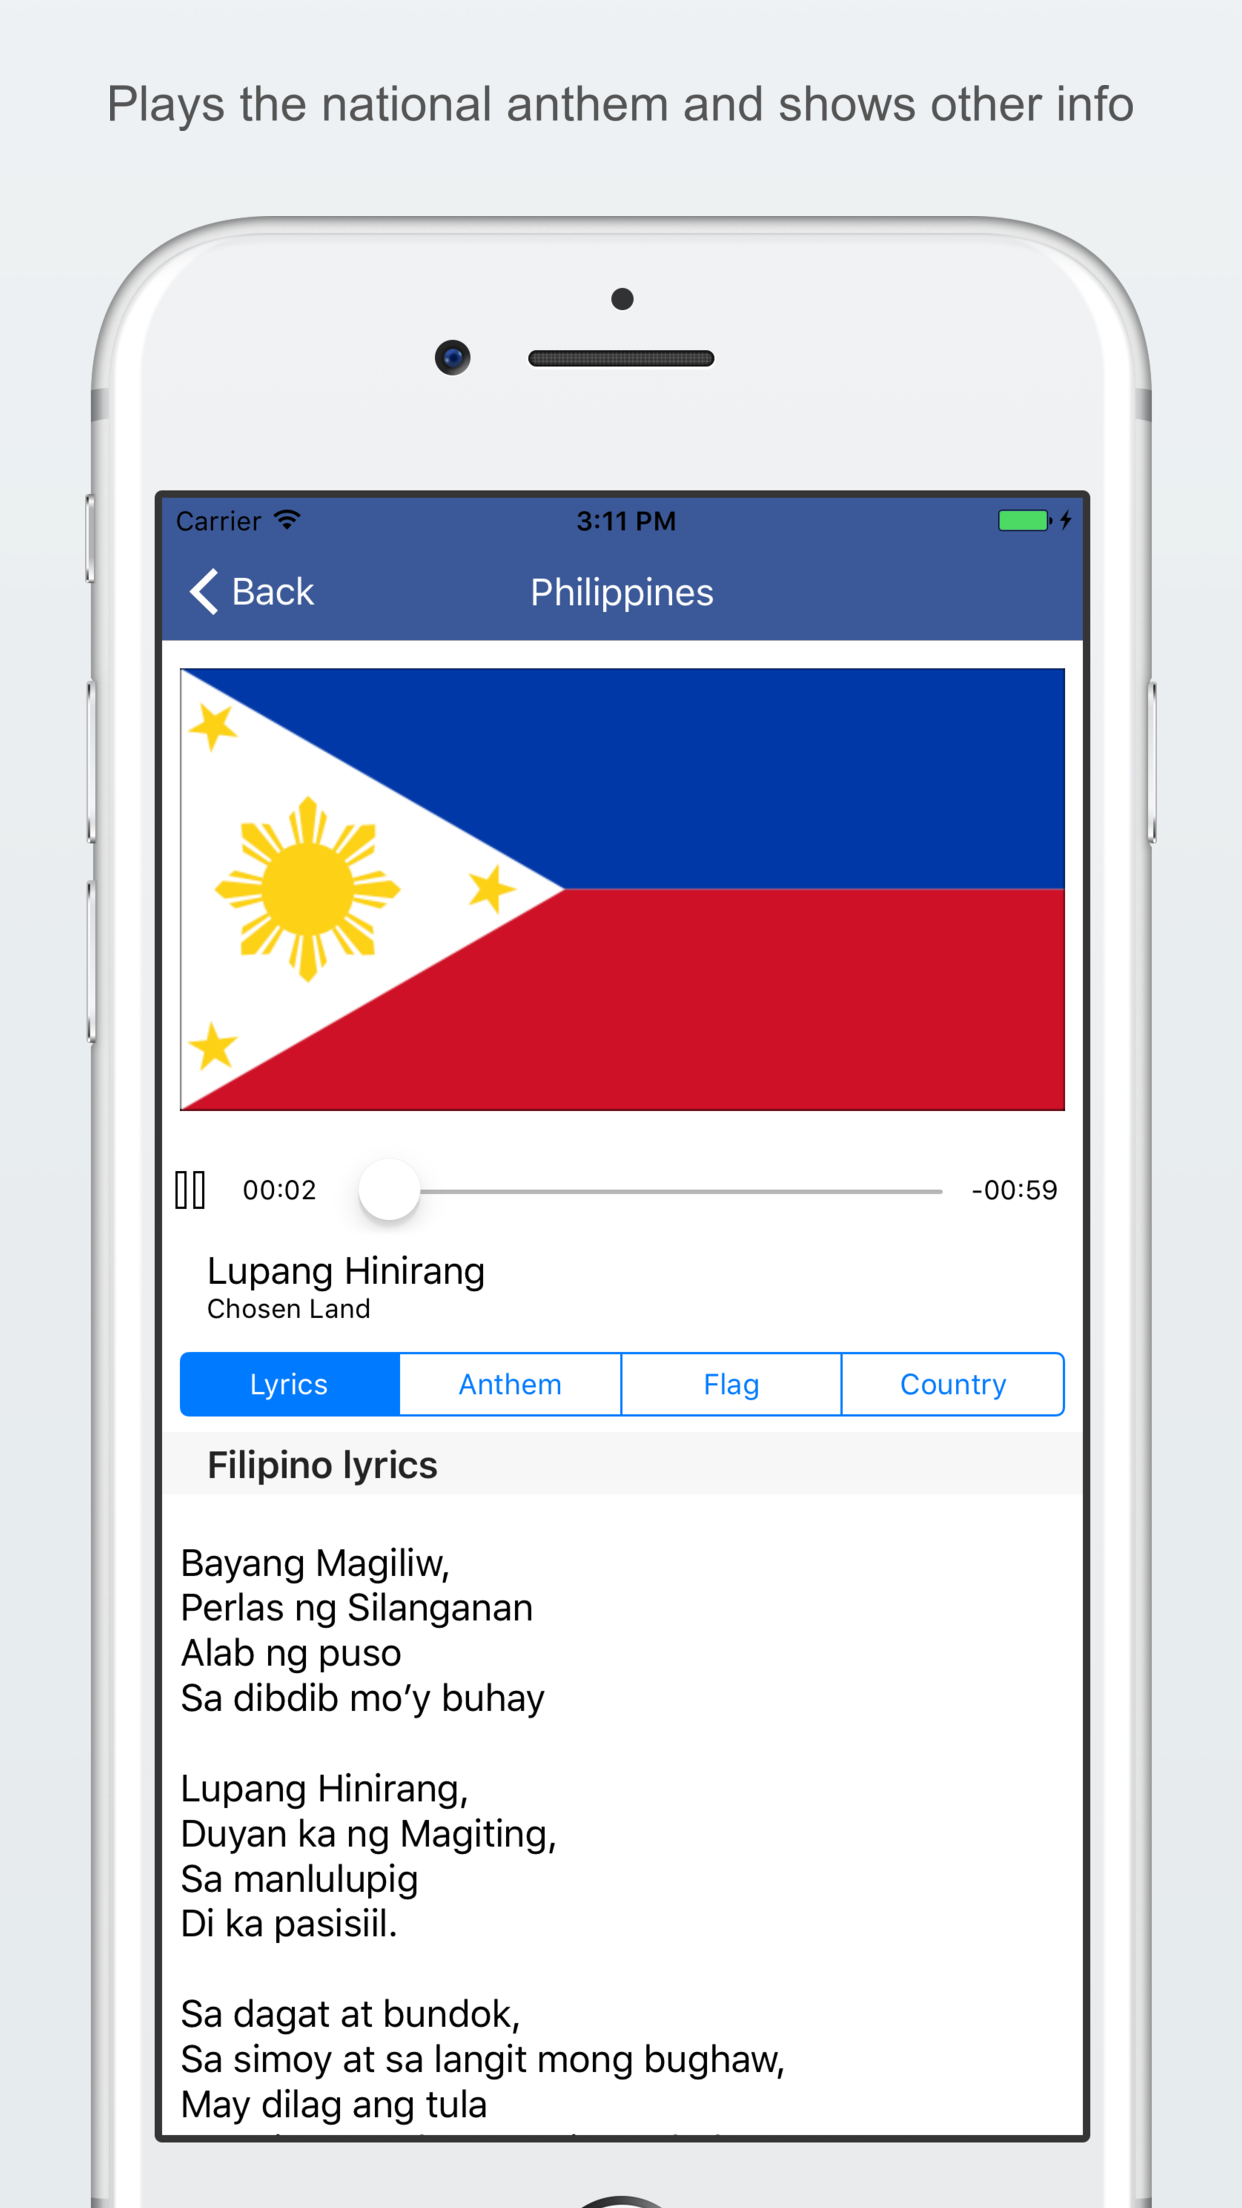 Plays the national anthem and shows other info
Carrier 3:11 PM
Back Philippines
00:02 -00:59
Lupang Hinirang
Chosen Land
Lyrics Anthem Flag Country
Filipino lyrics
Bayang Magiliw,
Perlas ng Silanganan
Alab ng puso
Sa dibdib mo’y buhay
Lupang Hinirang,
Duyan ka ng Magiting,
Sa manlulupig
Di ka pasisiil.
Sa dagat at bundok,
Sa simoy at sa langit mong bughaw,
May dilag ang tula